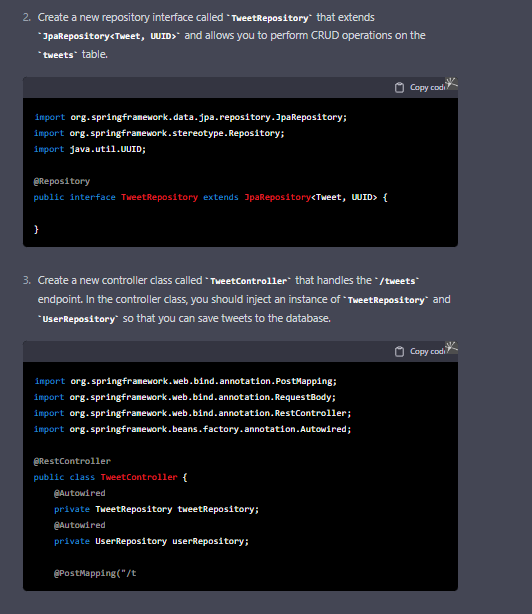 2. Create a new repository interface called `TweetRepository` that extends
`JpaRepository<Tweet, UUID>` and allows you to perform CRUD operations on the
`tweets` table.
Copy code
import org.springframework.data.jpa.repository.JpaRepository;
import org.springframework.stereotype.Repository;
import java.util.UUID;
@Repository
public interface TweetRepository extends JpaRepository<Tweet, UUID> {
}
3. Create a new controller class called `TweetController` that handles the `/tweets`
endpoint. In the controller class, you should inject an instance of `TweetRepository` and
`UserRepository` so that you can save tweets to the database.
Copy code
import org.springframework.web.bind.annotation.PostMapping;
import org.springframework.web.bind.annotation.RequestBody;
import org.springframework.web.bind.annotation.RestController;
import org.springframework.beans.factory.annotation.Autowired;
@RestController
public class TweetController {
@Autowired
private TweetRepository tweetRepository;
@Autowired
private UserRepository userRepository;
@PostMapping("/t